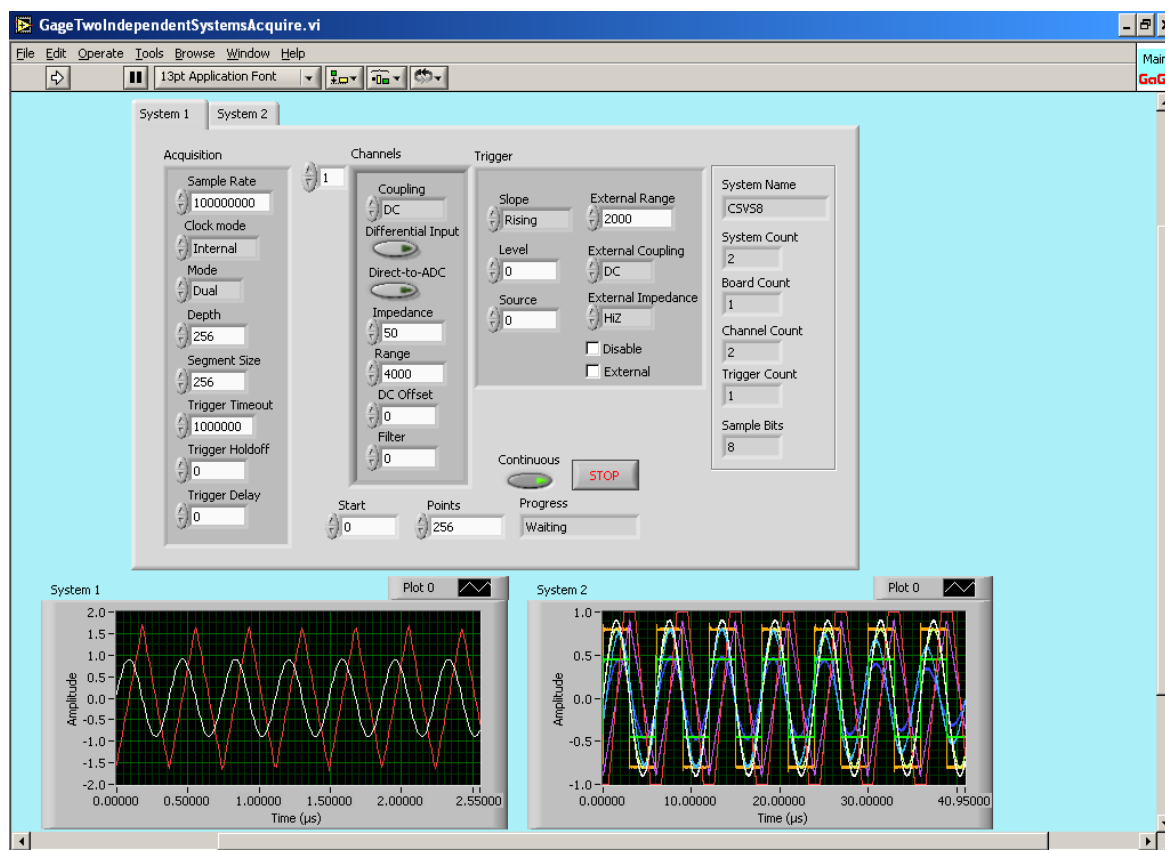 GageTwoIndependentSystemsAcquire.vi
File Edit Operate Tools Browse Window Help
13pt Application Font
Main
GaG
System 1 System 2
Acquisition
Sample Rate
100000000
Clock mode
Internal
Mode
Dual
Depth
256
Segment Size
256
Trigger Timeout
1000000
Trigger Holdoff
0
Trigger Delay
0
Channels
1
Coupling
DC
Differential Input
Direct-to-ADC
Impedance
50
Range
4000
DC Offset
0
Filter
0
Trigger
Slope
Rising
Level
0
Source
0
External Range
2000
External Coupling
DC
External Impedance
HiZ
Disable
External
System Name
CSVS8
System Count
2
Board Count
1
Channel Count
2
Trigger Count
1
Sample Bits
8
Continuous
STOP
Start
0
Points
256
Progress
Waiting
System 1
Plot 0
Amplitude
2.0
1.5
1.0
0.5
0.0
-0.5
-1.0
-1.5
-2.0
0.00000 0.50000 1.00000 1.50000 2.00000 2.55000
Time (µs)
System 2
Plot 0
Amplitude
1.0
0.5
0.0
-0.5
-1.0
0.00000 10.00000 20.00000 30.00000 40.95000
Time (µs)